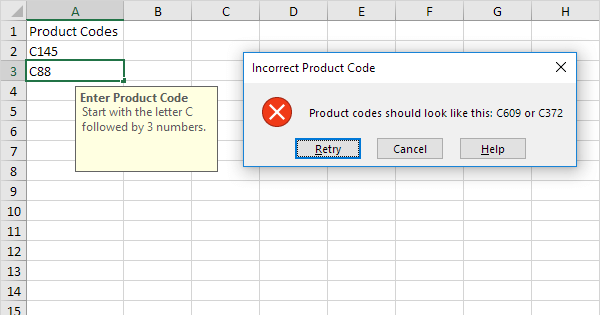 A B C D E F G H
1 Product Codes
2 C145
3 C88
4
Enter Product Code
Start with the letter C
followed by 3 numbers.
Incorrect Product Code
Product codes should look like this: C609 or C372
Retry Cancel Help
5
6
7
8
9
10
11
12
13
14
15